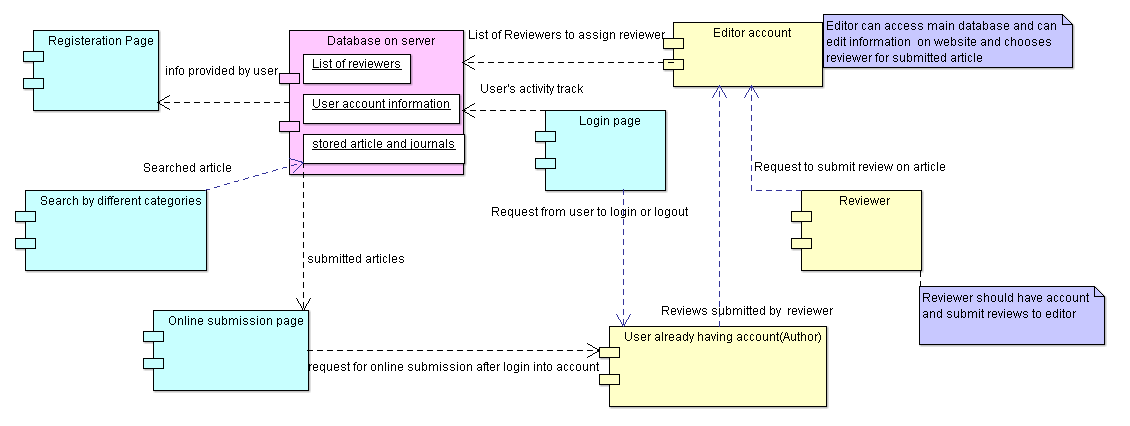 Registeration Page
info provided by user
Database on server
List of reviewers
User account information
stored article and journals
List of Reviewers to assign reviewer
Editor account
Editor can access main database and can
edit information on website and chooses
reviewer for submitted article
User's activity track
Login page
Searched article
Search by different categories
Request from user to login or logout
Request to submit review on article
Reviewer
submitted articles
Reviewer should have account
and submit reviews to editor
Online submission page
Reviews submitted by reviewer
User already having account(Author)
request for online submission after login into account